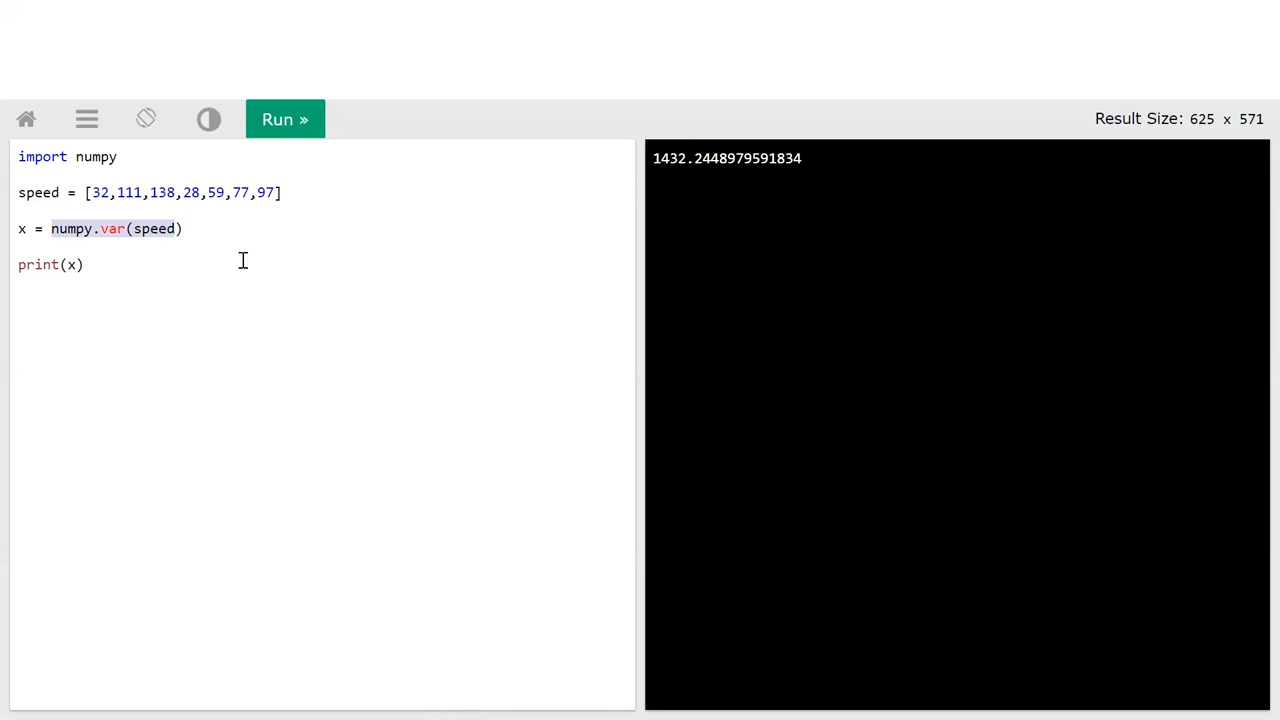 Run »
Result Size: 625 x 571
import numpy
speed = [32,111,138,28,59,77,97]
x = numpy.var(speed)
print(x)
1432.2448979591834